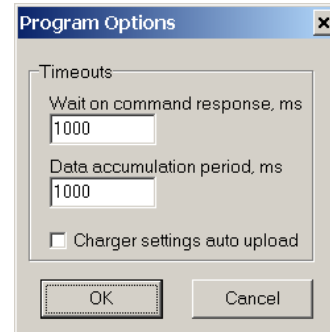 Program Options
Timeouts
Wait on command response, ms
1000
Data accumulation period, ms
1000
Charger settings auto upload
OK
Cancel